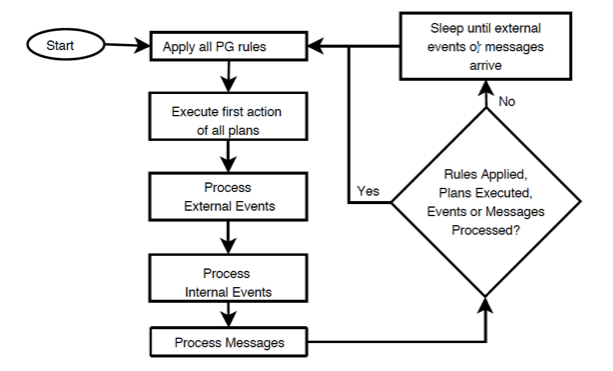 Start
Apply all PG rules
Execute first action
of all plans
Process
External Events
Process
Internal Events
Process Messages
Sleep until external
events or messages
arrive
No
Rules Applied,
Plans Executed,
Events or Messages
Processed?
Yes